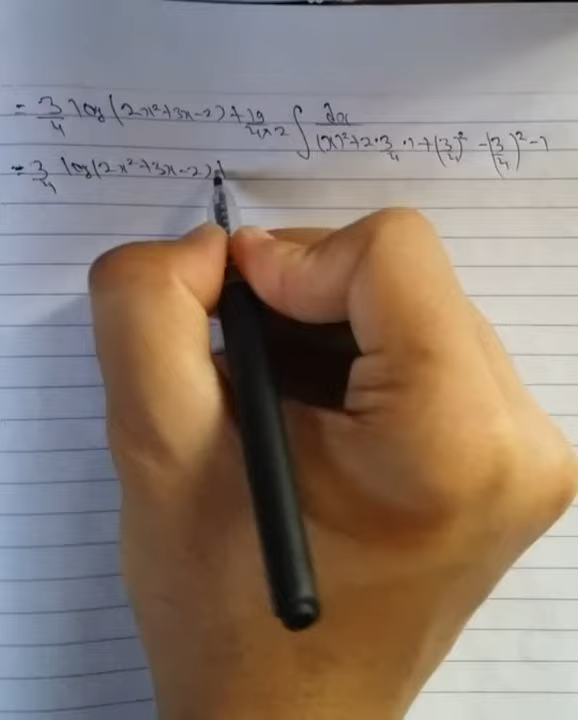 = 3/4 log(2x²+3x-2) + 19/4×2 ∫ dx/((x)²+2·3/4·1+(3/4)²-(3/4)²-1
= 3/4 log(2x²+3x-2) +